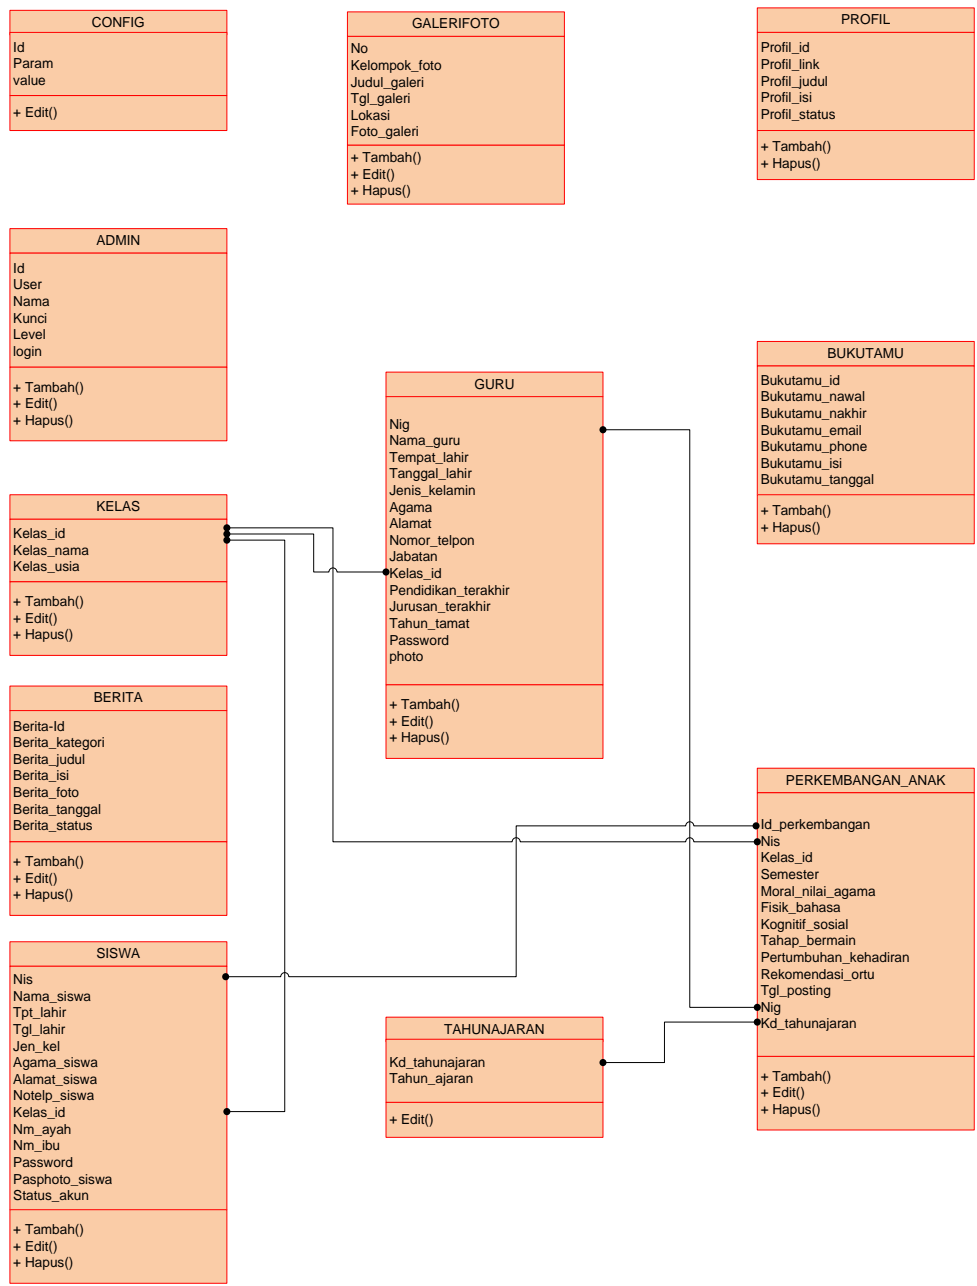 CONFIG
Id
Param
value
+ Edit()
GALERIFOTO
No
Kelompok_foto
Judul_galeri
Tgl_galeri
Lokasi
Foto_galeri
+ Tambah()
+ Edit()
+ Hapus()
PROFIL
Profil_id
Profil_link
Profil_judul
Profil_isi
Profil_status
+ Tambah()
+ Hapus()
ADMIN
Id
User
Nama
Kunci
Level
login
+ Tambah()
+ Edit()
+ Hapus()
GURU
Nig
Nama_guru
Tempat_lahir
Tanggal_lahir
Jenis_kelamin
Agama
Alamat
Nomor_telpon
Jabatan
Kelas_id
Pendidikan_terakhir
Jurusan_terakhir
Tahun_tamat
Password
photo
+ Tambah()
+ Edit()
+ Hapus()
BUKUTAMU
Bukutamu_id
Bukutamu_nawal
Bukutamu_nakhir
Bukutamu_email
Bukutamu_phone
Bukutamu_isi
Bukutamu_tanggal
+ Tambah()
+ Hapus()
KELAS
Kelas_id
Kelas_nama
Kelas_usia
+ Tambah()
+ Edit()
+ Hapus()
BERITA
Berita-Id
Berita_kategori
Berita_judul
Berita_isi
Berita_foto
Berita_tanggal
Berita_status
+ Tambah()
+ Edit()
+ Hapus()
PERKEMBANGAN_ANAK
Id_perkembangan
Nis
Kelas_id
Semester
Moral_nilai_agama
Fisik_bahasa
Kognitif_sosial
Tahap_bermain
Pertumbuhan_kehadiran
Rekomendasi_ortu
Tgl_posting
Nig
Kd_tahunajaran
+ Tambah()
+ Edit()
+ Hapus()
SISWA
Nis
Nama_siswa
Tpt_lahir
Tgl_lahir
Jen_kel
Agama_siswa
Alamat_siswa
Notelp_siswa
Kelas_id
Nm_ayah
Nm_ibu
Password
Pasphoto_siswa
Status_akun
+ Tambah()
+ Edit()
+ Hapus()
TAHUNAJARAN
Kd_tahunajaran
Tahun_ajaran
+ Edit()